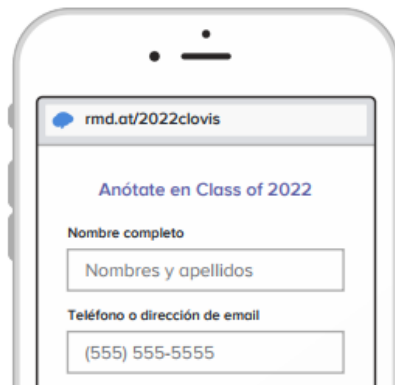 rmd.at/2022clovis
Anótate en Class of 2022
Nombre completo
Nombres y apellidos
Teléfono o dirección de email
(555) 555-5555